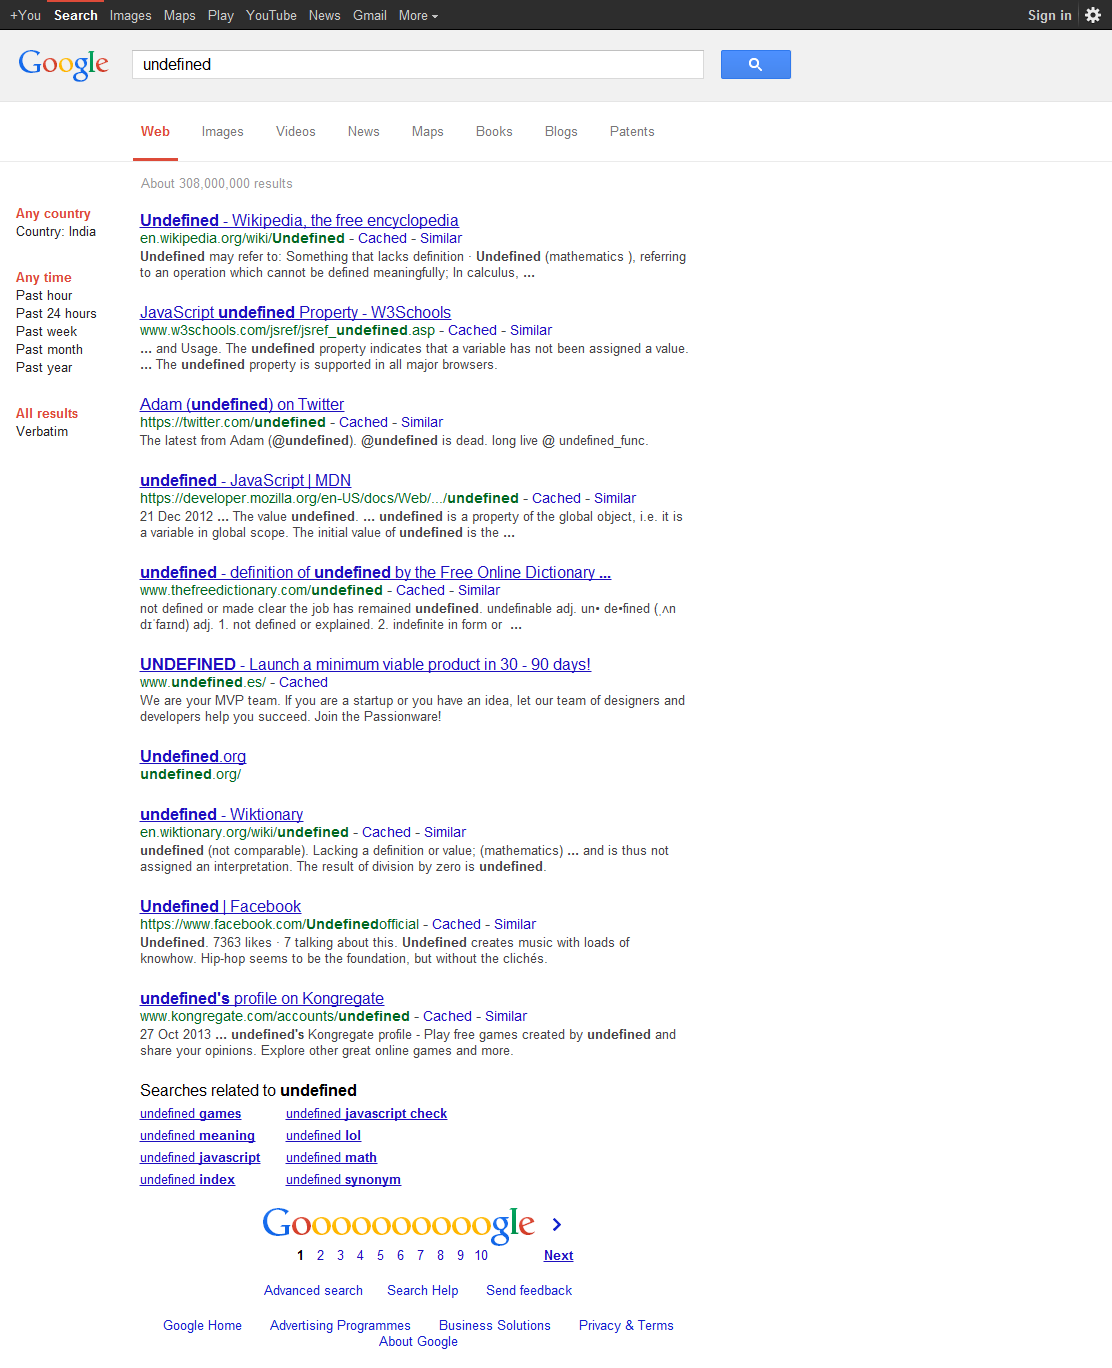 +You Search Images Maps Play YouTube News Gmail More Sign in
Google undefined
Web Images Videos News Maps Books Blogs Patents
About 308,000,000 results
Any country
Country: India
Any time
Past hour
Past 24 hours
Past week
Past month
Past year
All results
Verbatim
Undefined - Wikipedia, the free encyclopedia
en.wikipedia.org/wiki/Undefined - Cached - Similar
Undefined may refer to: Something that lacks definition · Undefined (mathematics ), referring
to an operation which cannot be defined meaningfully; In calculus, ...
JavaScript undefined Property - W3Schools
www.w3schools.com/jsref/jsref_undefined.asp - Cached - Similar
... and Usage. The undefined property indicates that a variable has not been assigned a value.
... The undefined property is supported in all major browsers.
Adam (undefined) on Twitter
https://twitter.com/undefined - Cached - Similar
The latest from Adam (@undefined). @undefined is dead. long live @ undefined_func.
undefined - JavaScript | MDN
https://developer.mozilla.org/en-US/docs/Web/.../undefined - Cached - Similar
21 Dec 2012 ... The value undefined. ... undefined is a property of the global object, i.e. it is
a variable in global scope. The initial value of undefined is the ...
undefined - definition of undefined by the Free Online Dictionary ...
www.thefreedictionary.com/undefined - Cached - Similar
not defined or made clear the job has remained undefined. undefinable adj. un• de•fined (ˌʌn
dɪˈfaɪnd) adj. 1. not defined or explained. 2. indefinite in form or ...
UNDEFINED - Launch a minimum viable product in 30 - 90 days!
www.undefined.es/ - Cached
We are your MVP team. If you are a startup or you have an idea, let our team of designers and
developers help you succeed. Join the Passionware!
Undefined.org
undefined.org/
undefined - Wiktionary
en.wiktionary.org/wiki/undefined - Cached - Similar
undefined (not comparable). Lacking a definition or value; (mathematics) ... and is thus not
assigned an interpretation. The result of division by zero is undefined.
Undefined | Facebook
https://www.facebook.com/Undefinedofficial - Cached - Similar
Undefined. 7363 likes · 7 talking about this. Undefined creates music with loads of
knowhow. Hip-hop seems to be the foundation, but without the clichés.
undefined's profile on Kongregate
www.kongregate.com/accounts/undefined - Cached - Similar
27 Oct 2013 ... undefined's Kongregate profile - Play free games created by undefined and
share your opinions. Explore other great online games and more.
Searches related to undefined
undefined games undefined javascript check
undefined meaning undefined lol
undefined javascript undefined math
undefined index undefined synonym
Goooooooooogle
1 2 3 4 5 6 7 8 9 10 Next
Advanced search Search Help Send feedback
Google Home Advertising Programmes Business Solutions Privacy & Terms
About Google